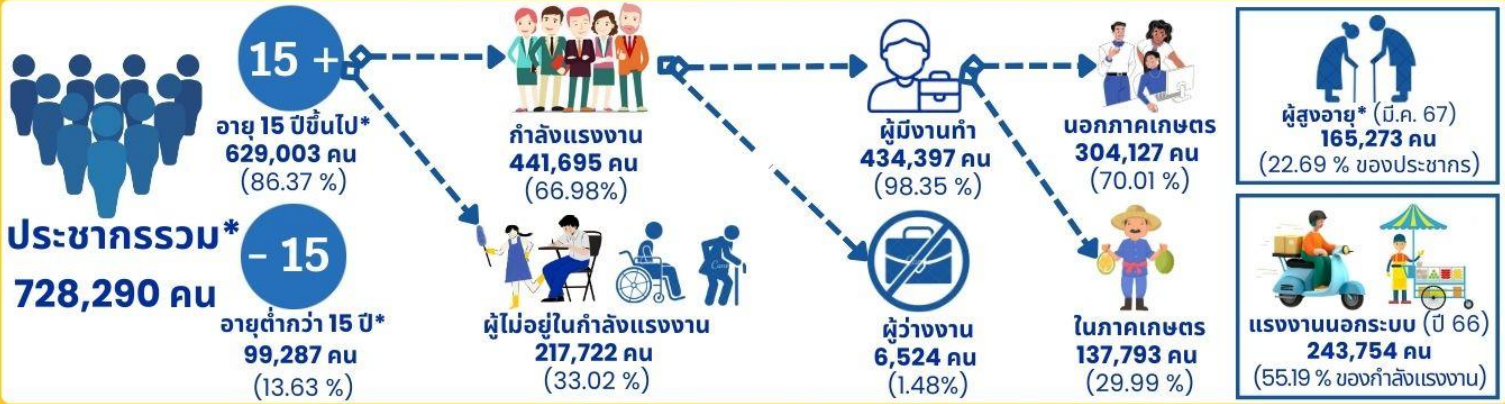 ประชากรรวม*
728,290 คน
15 +
อายุ 15 ปีขึ้นไป*
629,003 คน
(86.37 %)
- 15
อายุต่ำกว่า 15 ปี*
99,287 คน
(13.63 %)
กำลังแรงงาน
441,695 คน
(66.98%)
ผู้ไม่อยู่ในกำลังแรงงาน
217,722 คน
(33.02 %)
ผู้มีงานทำ
434,397 คน
(98.35 %)
ผู้ว่างงาน
6,524 คน
(1.48%)
นอกภาคเกษตร
304,127 คน
(70.01 %)
ในภาคเกษตร
137,793 คน
(29.99 %)
ผู้สูงอายุ* (มี.ค. 67)
165,273 คน
(22.69 % ของประชากร)
แรงงานนอกระบบ (ปี 66)
243,754 คน
(55.19 % ของกำลังแรงงาน)